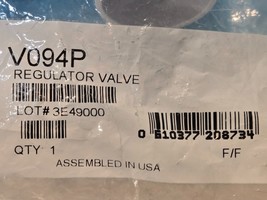 V094P
REGULATOR VALVE
LOT# 3E49000
0 610377 208734
QTY 1
F/F
ASSEMBLED IN USA